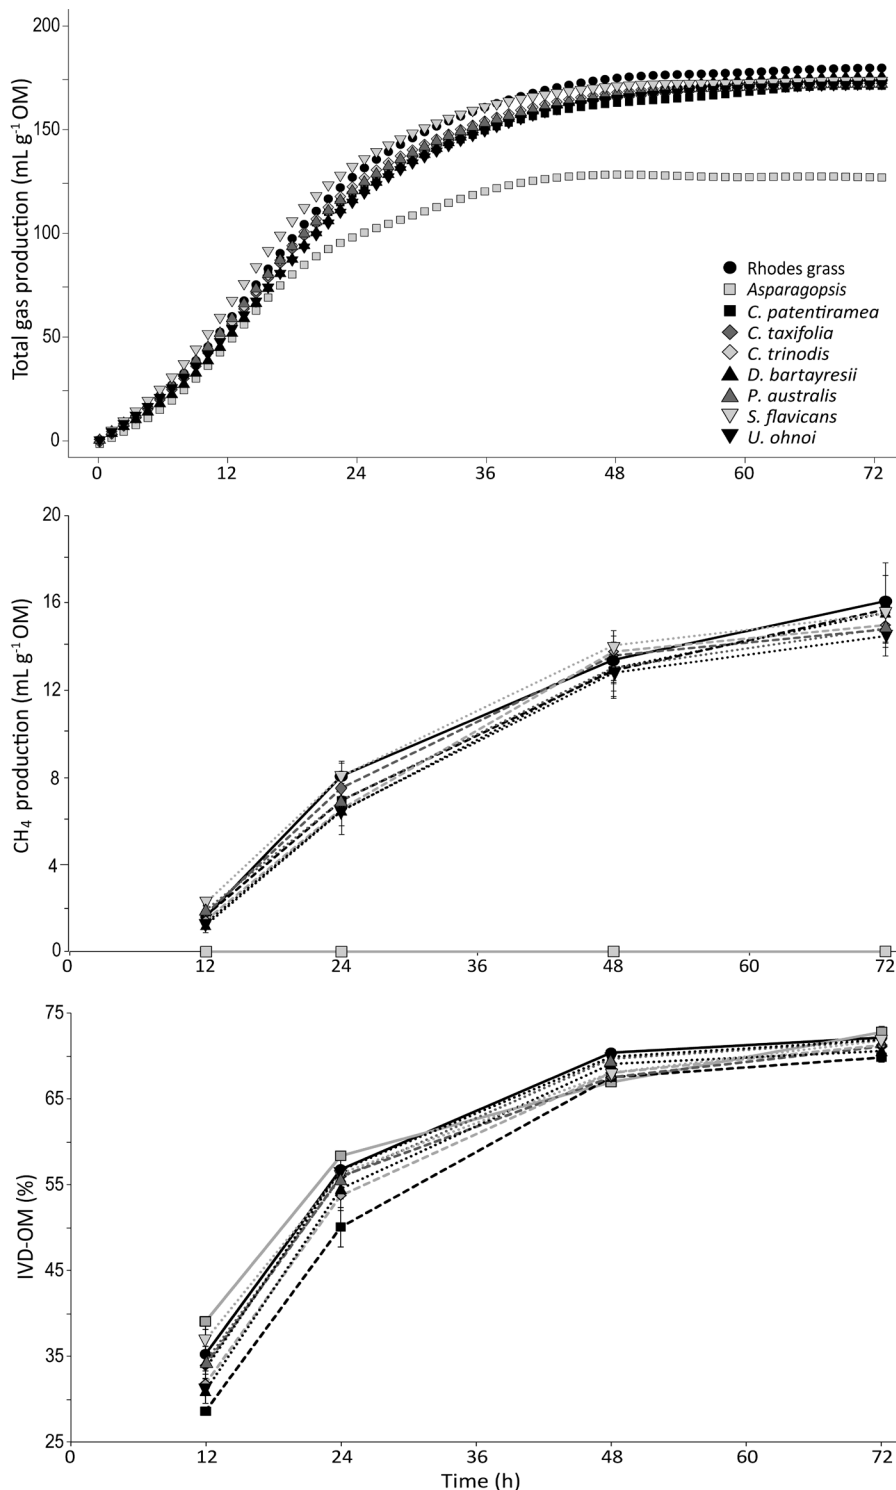 Total gas production (mL g⁻¹ OM)
200
150
100
50
0
Rhodes grass
Asparagopsis
C. patentiramea
C. taxifolia
C. trinodis
D. bartayresii
P. australis
S. flavicans
U. ohnoi
0 12 24 36 48 60 72
CH₄ production (mL g⁻¹ OM)
20
16
12
8
4
0
0 12 24 36 48 60 72
IVD-OM (%)
75
65
55
45
35
25
0 12 24 36 48 60 72
Time (h)